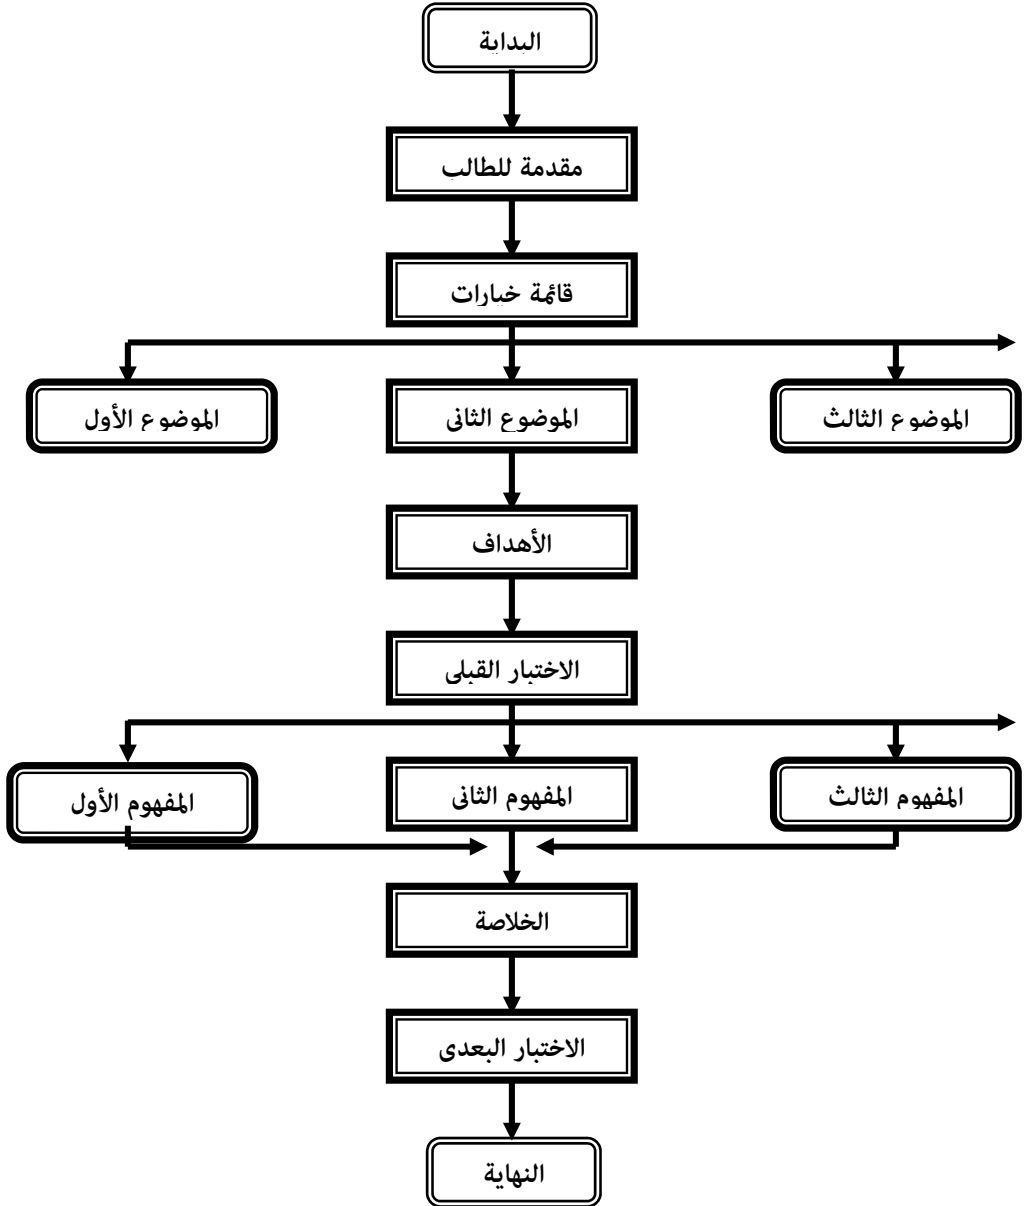 البداية
مقدمة للطالب
قائمة خيارات
الموضوع الأول
الموضوع الثانى
الموضوع الثالث
الأهداف
الاختبار القبلى
المفهوم الأول
المفهوم الثانى
المفهوم الثالث
الخلاصة
الاختبار البعدى
النهاية